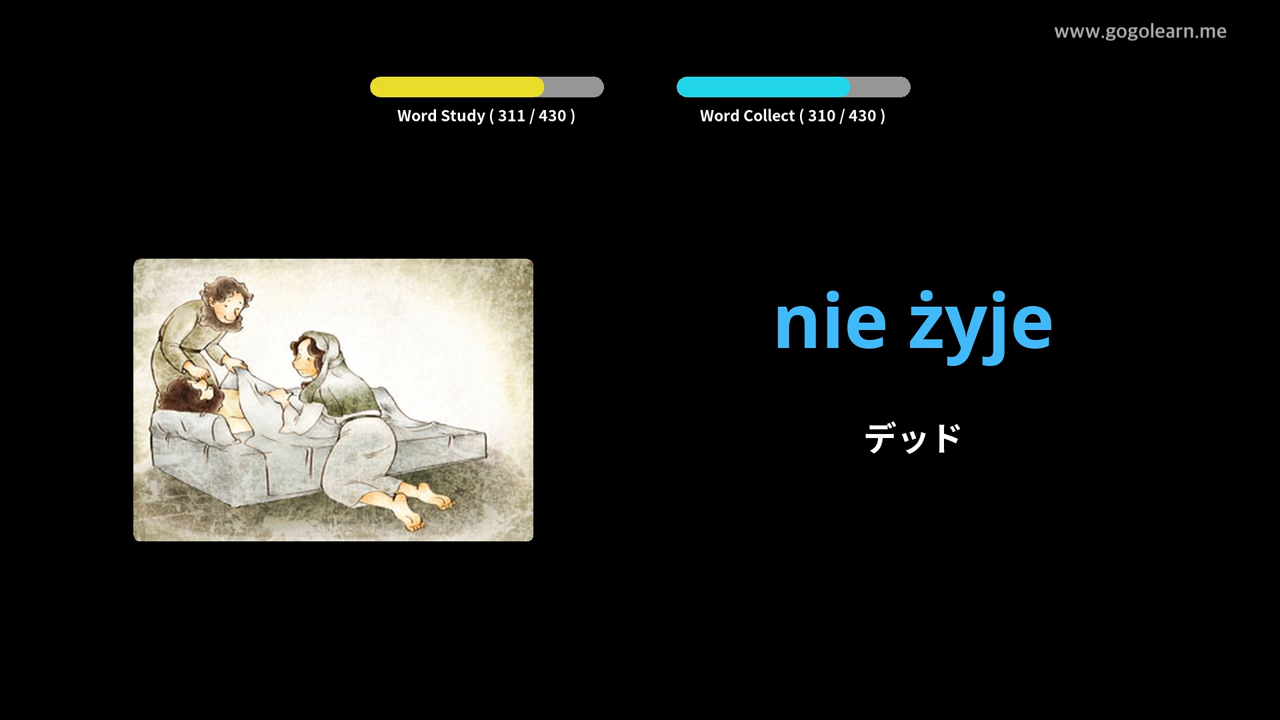 www.gogolearn.me
Word Study ( 311 / 430 )
Word Collect ( 310 / 430 )
nie żyje
デッド